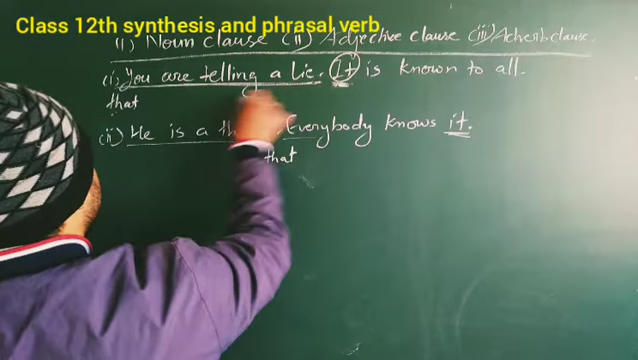 Class 12th synthesis and phrasal verb
(i) Noun clause (ii) Adjective clause (iii) Adverb clause.
(i) You are telling a lie. It is known to all.
that
(ii) He is a Everybody knows it.
that